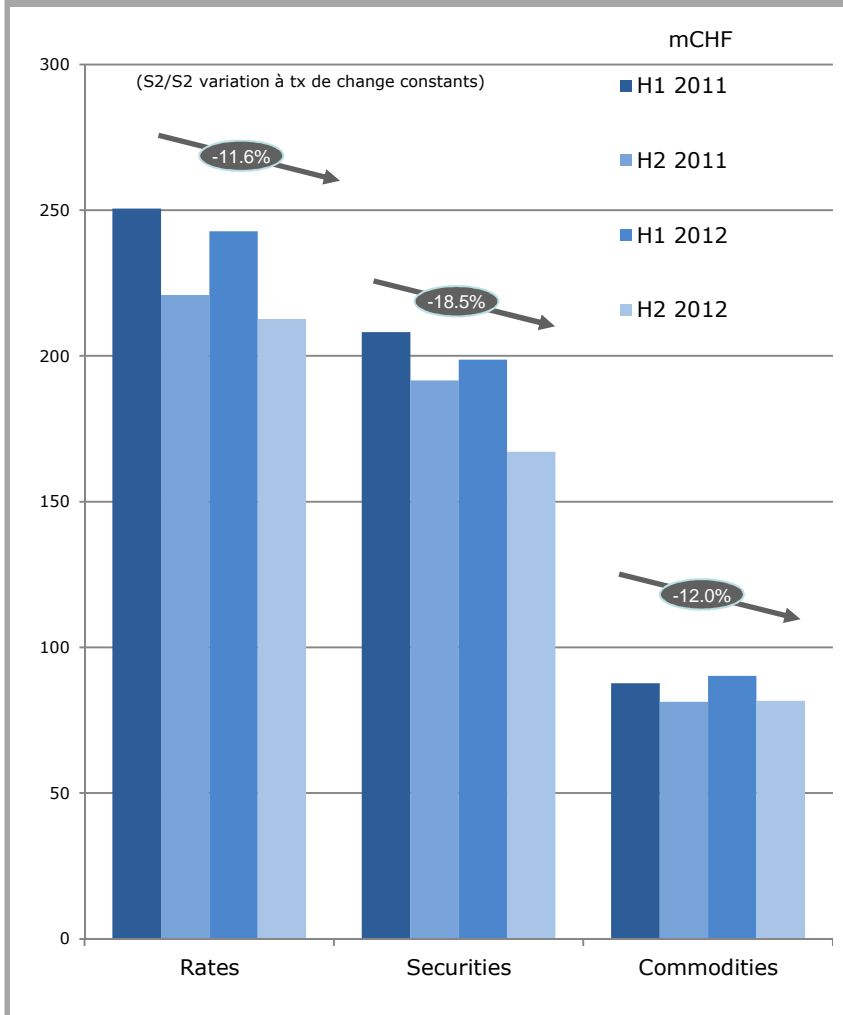 mCHF
300
(S2/S2 variation à tx de change constants)
H1 2011
-11.6%
H2 2011
250
H1 2012
-18.5%
H2 2012
200
150
-12.0%
100
50
0
Rates
Securities
Commodities